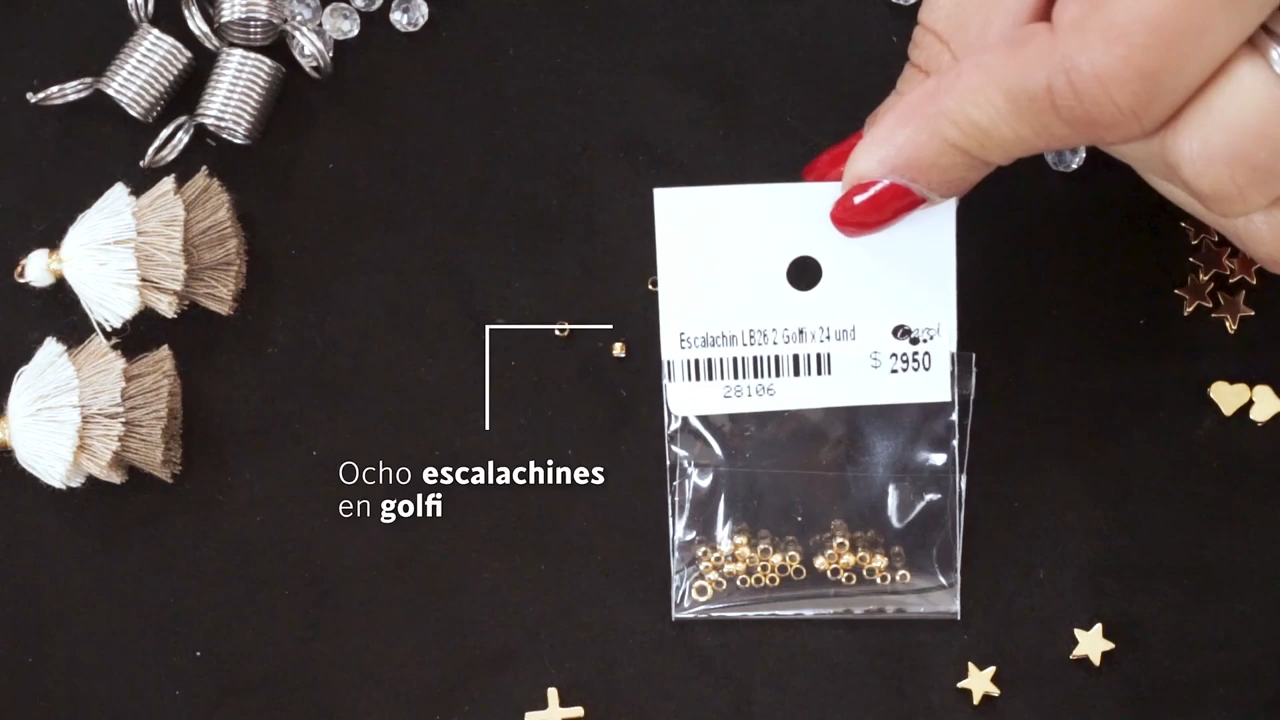 Escalachin LB26 2 Golfi x 24 und
$ 2950
28106
Ocho escalachines
en golfi